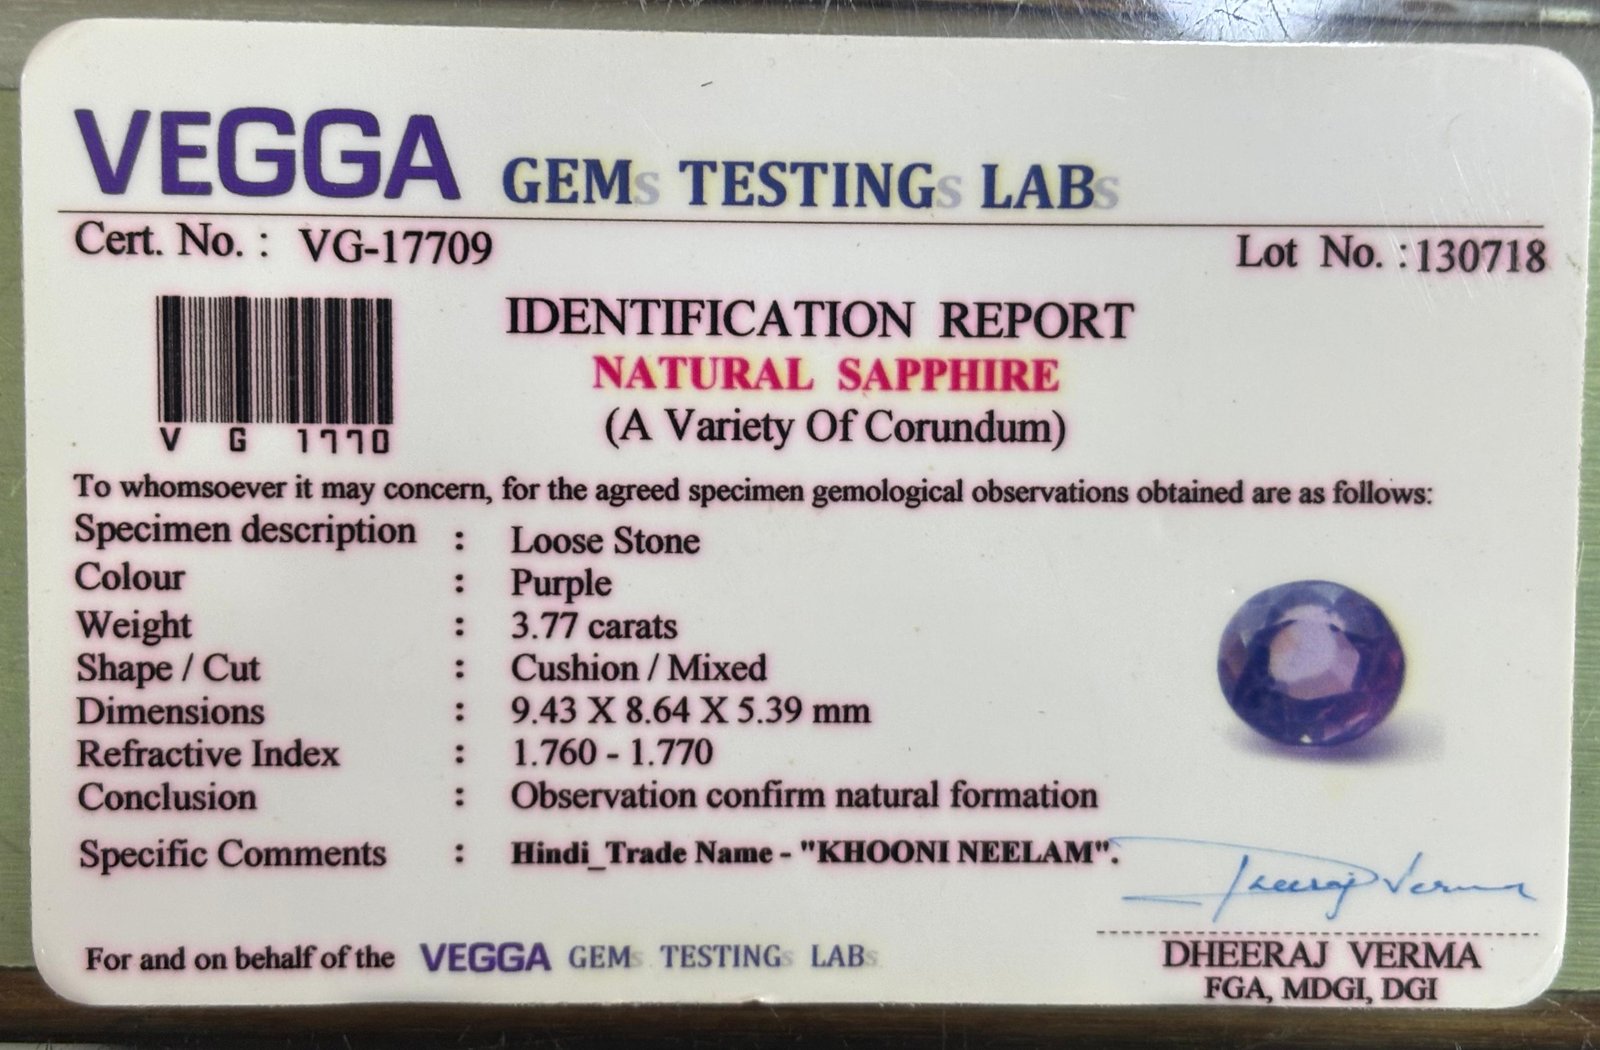 VEGGA GEMs TESTINGs LABs
Cert. No. : VG-17709
Lot No. :130718
V G 1770
IDENTIFICATION REPORT
NATURAL SAPPHIRE
(A Variety Of Corundum)
To whomsoever it may concern, for the agreed specimen gemological observations obtained are as follows:
Specimen description : Loose Stone
Colour : Purple
Weight : 3.77 carats
Shape / Cut : Cushion / Mixed
Dimensions : 9.43 X 8.64 X 5.39 mm
Refractive Index : 1.760 - 1.770
Conclusion : Observation confirm natural formation
Specific Comments : Hindi_Trade Name - "KHOONI NEELAM".
Dheeraj Verma
For and on behalf of the VEGGA GEMs TESTINGs LABs
DHEERAJ VERMA
FGA, MDGI, DGI